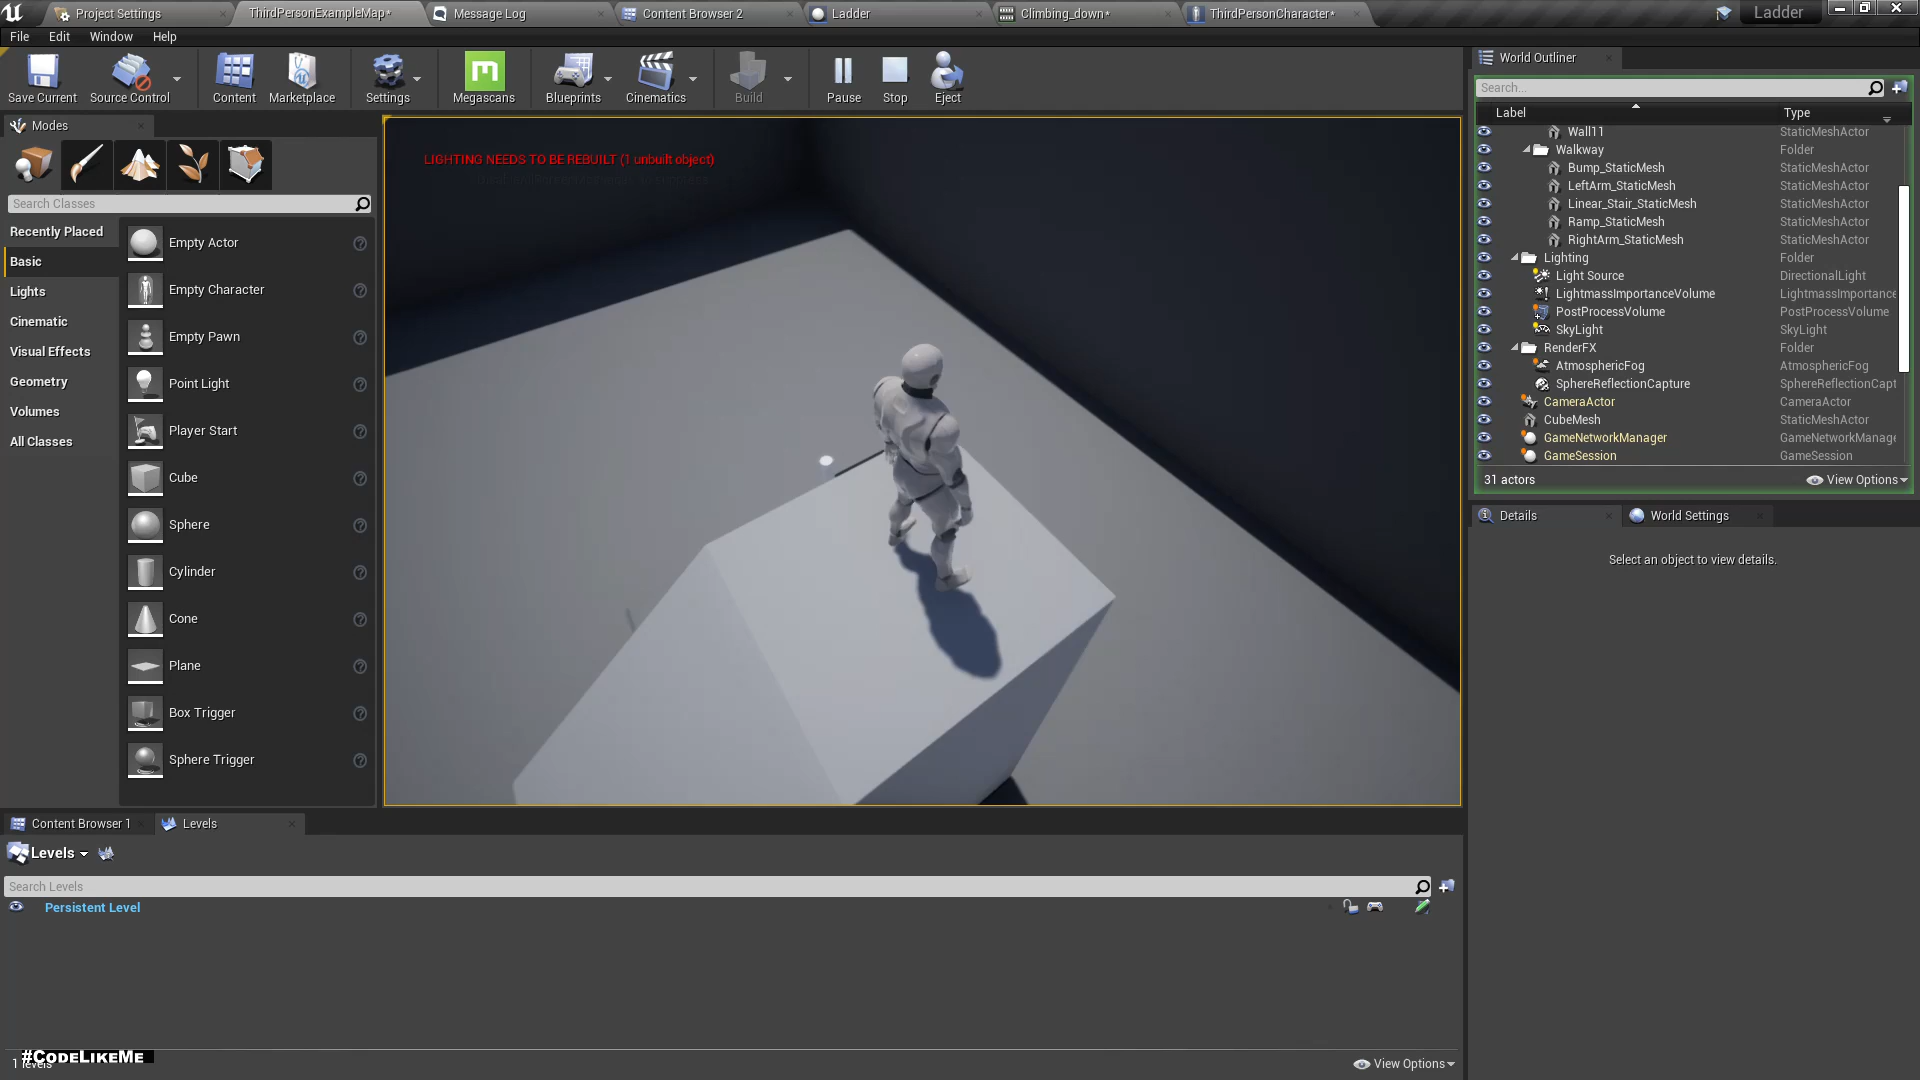 Project Settings
ThirdPersonExampleMap*
Message Log
Content Browser 2
Ladder
Climbing_down*
ThirdPersonCharacter*
Ladder
File
Edit
Window
Help
Save Current
Source Control
Content
Marketplace
Settings
Megascans
Blueprints
Cinematics
Build
Pause
Stop
Eject
Modes
Search Classes
Recently Placed
Basic
Lights
Cinematic
Visual Effects
Geometry
Volumes
All Classes
Empty Actor
Empty Character
Empty Pawn
Point Light
Player Start
Cube
Sphere
Cylinder
Cone
Plane
Box Trigger
Sphere Trigger
LIGHTING NEEDS TO BE REBUILT (1 unbuilt object)
World Outliner
Search...
Label
Type
Wall11
StaticMeshActor
Walkway
Folder
Bump_StaticMesh
StaticMeshActor
LeftArm_StaticMesh
StaticMeshActor
Linear_Stair_StaticMesh
StaticMeshActor
Ramp_StaticMesh
StaticMeshActor
RightArm_StaticMesh
StaticMeshActor
Lighting
Folder
Light Source
DirectionalLight
LightmassImportanceVolume
LightmassImportance
PostProcessVolume
PostProcessVolume
SkyLight
SkyLight
RenderFX
Folder
AtmosphericFog
AtmosphericFog
SphereReflectionCapture
SphereReflectionCapt
CameraActor
CameraActor
CubeMesh
StaticMeshActor
GameNetworkManager
GameNetworkManage
GameSession
GameSession
31 actors
View Options
Details
World Settings
Select an object to view details.
Content Browser 1
Levels
Levels
Search Levels
Persistent Level
#CodeLikeMe
1 levels
View Options